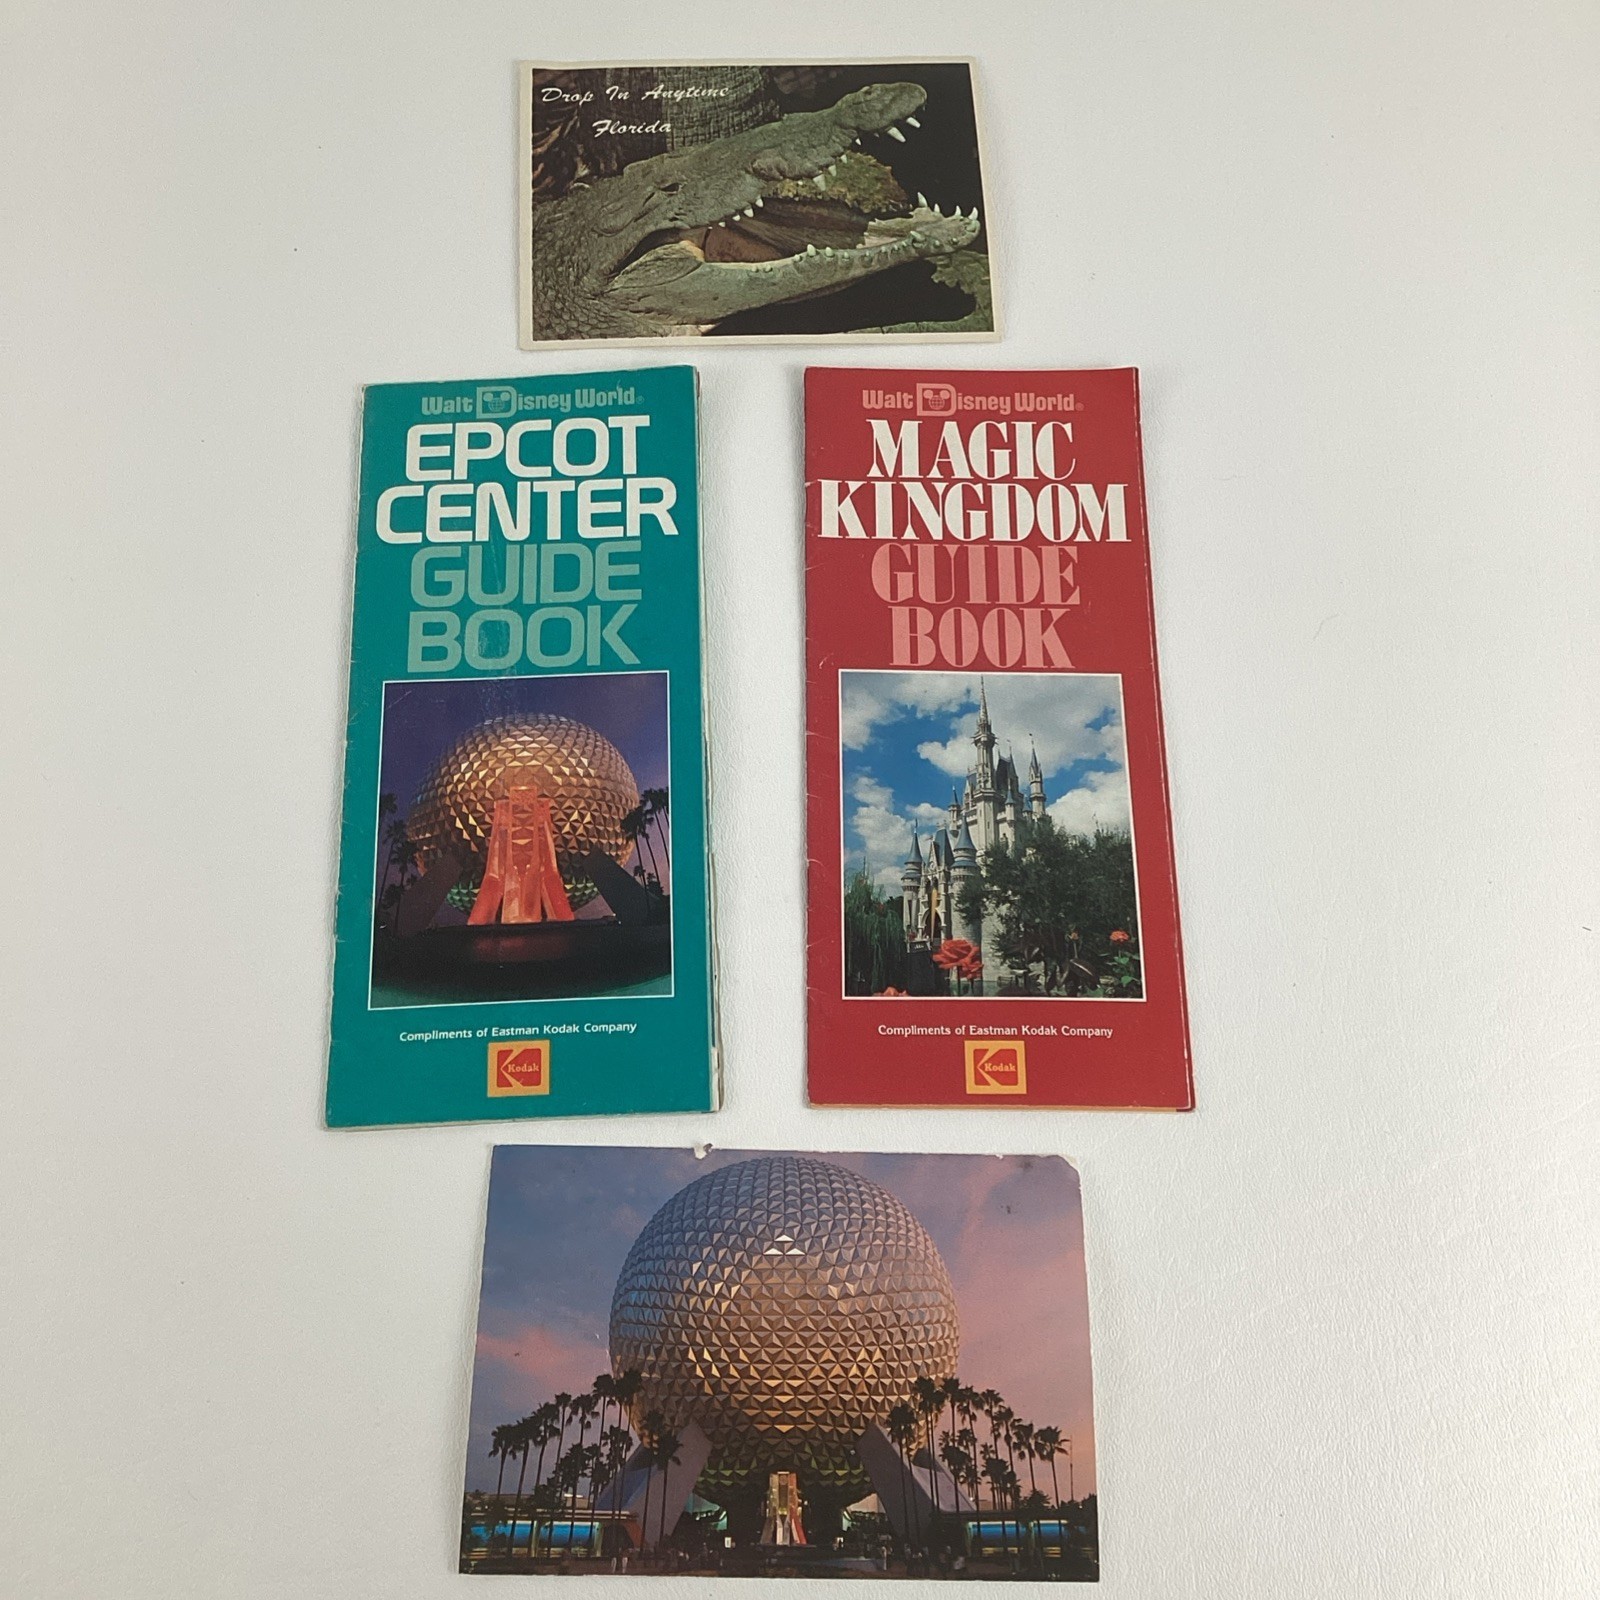 Drop In Anytime
Florida
Walt Disney World®
EPCOT
CENTER
GUIDE
BOOK
Compliments of Eastman Kodak Company
Kodak
Walt Disney World®
MAGIC
KINGDOM
GUIDE
BOOK
Compliments of Eastman Kodak Company
Kodak